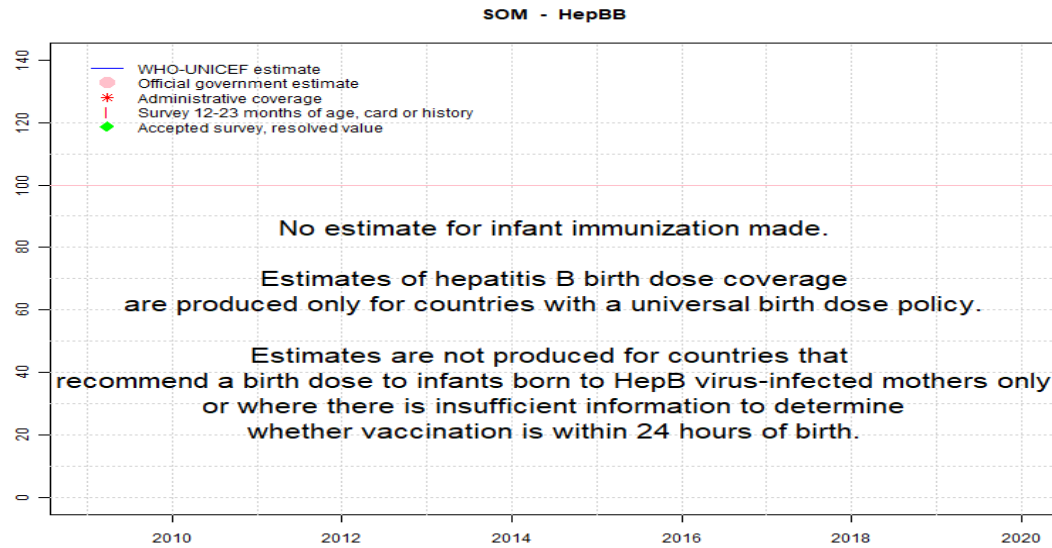 SOM - HepBB
140
120
100
80
60
40
20
0
WHO-UNICEF estimate
Official government estimate
Administrative coverage
Survey 12-23 months of age, card or history
Accepted survey, resolved value
No estimate for infant immunization made.
Estimates of hepatitis B birth dose coverage
are produced only for countries with a universal birth dose policy.
Estimates are not produced for countries that
recommend a birth dose to infants born to HepB virus-infected mothers only
or where there is insufficient information to determine
whether vaccination is within 24 hours of birth.
2010 2012 2014 2016 2018 2020